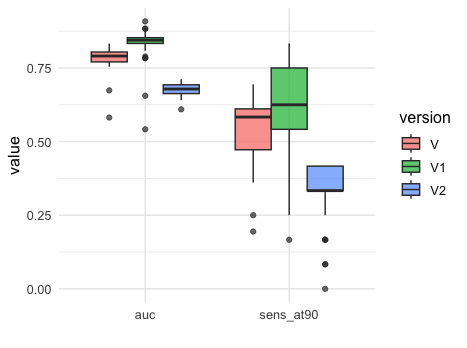 value
0.75
0.50
0.25
0.00
auc
sens_at90
version
V
V1
V2